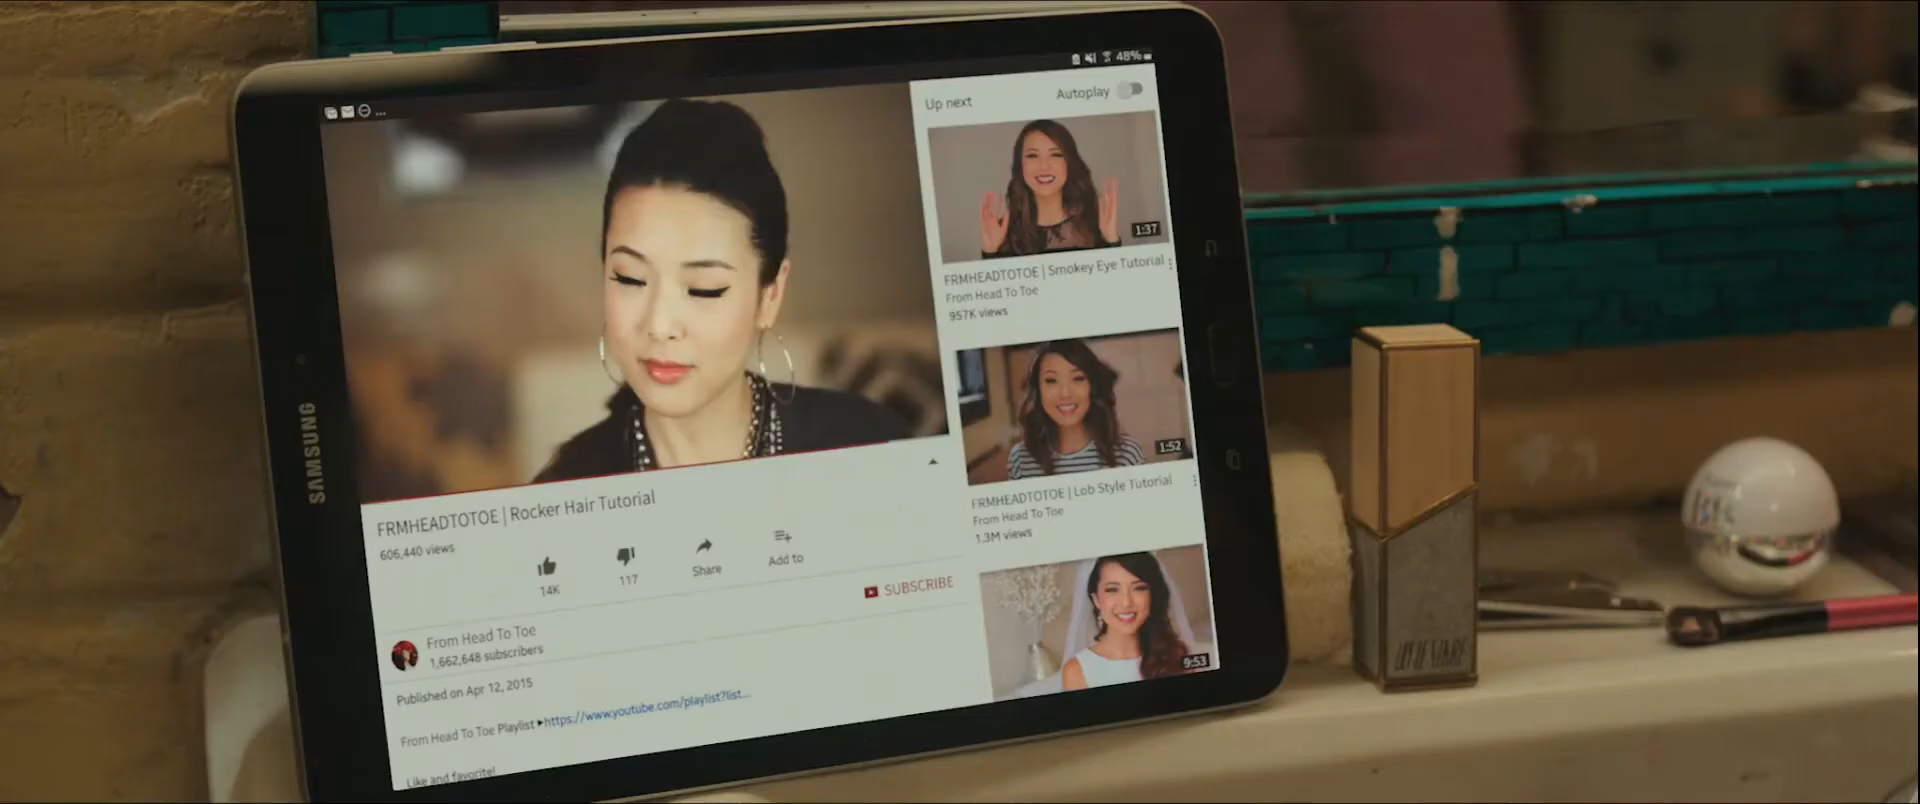 48%
SAMSUNG
FRMHEADTOTOE | Rocker Hair Tutorial
606,440 views
14K
117
Share
Add to
SUBSCRIBE
From Head To Toe
1,662,648 subscribers
Published on Apr 12, 2015
From Head To Toe Playlist ▶https://www.youtube.com/playlist?list...
Like and favorite!
Up next
Autoplay
1:37
FRMHEADTOTOE | Smokey Eye Tutorial
From Head To Toe
957K views
1:52
FRMHEADTOTOE | Lob Style Tutorial
From Head To Toe
1.3M views
9:53